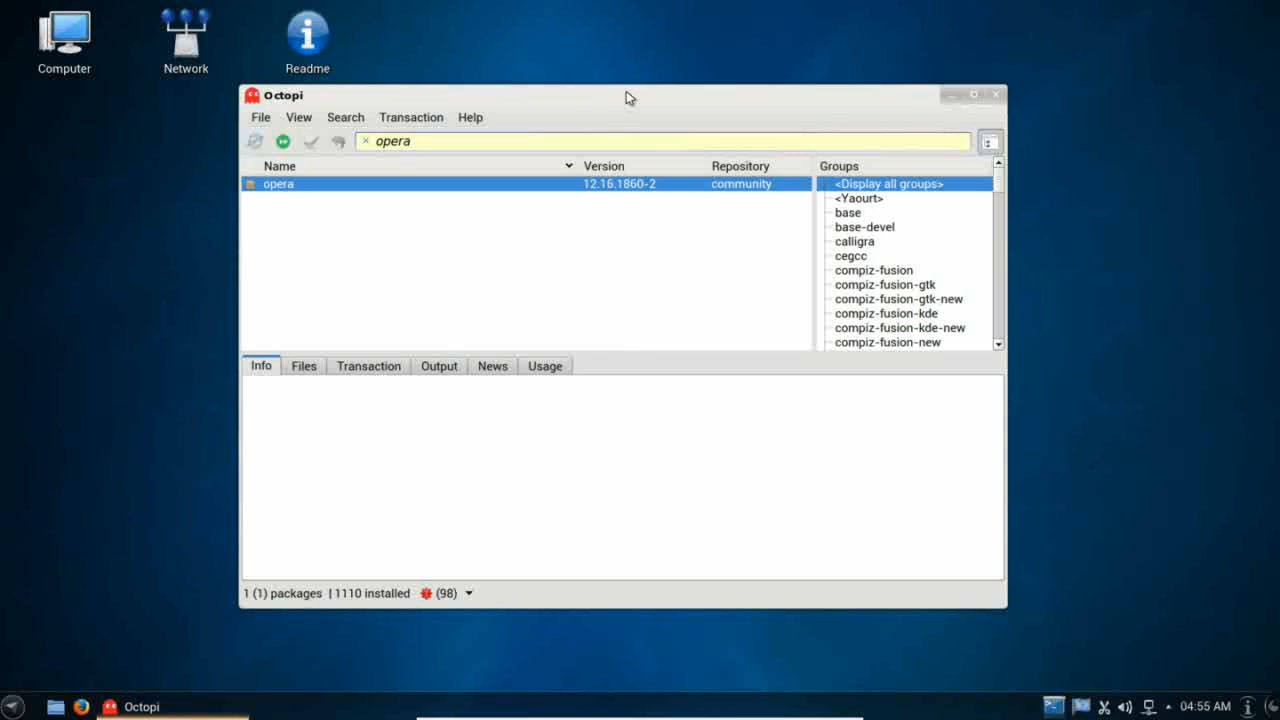 Computer
Network
Readme
Octopi
File View Search Transaction Help
opera
Name Version Repository Groups
opera 12.16.1860-2 community <Display all groups>
<Yaourt>
base
base-devel
calligra
cegcc
compiz-fusion
compiz-fusion-gtk
compiz-fusion-gtk-new
compiz-fusion-kde
compiz-fusion-kde-new
compiz-fusion-new
Info Files Transaction Output News Usage
1 (1) packages | 1110 installed (98)
Octopi 04:55 AM